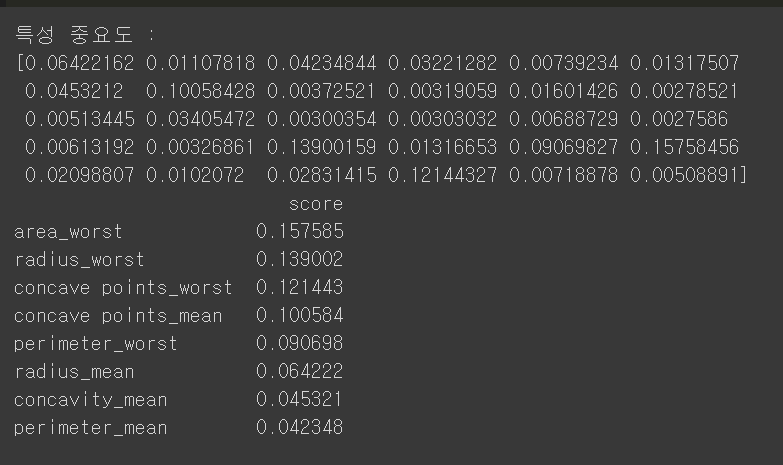 특성 중요도 :
[0.06422162 0.01107818 0.04234844 0.03221282 0.00739234 0.01317507
0.0453212 0.10058428 0.00372521 0.00319059 0.01601426 0.00278521
0.00513445 0.03405472 0.00300354 0.00303032 0.00688729 0.0027586
0.00613192 0.00326861 0.13900159 0.01316653 0.09069827 0.15758456
0.02098807 0.0102072 0.02831415 0.12144327 0.00718878 0.00508891]
score
area_worst 0.157585
radius_worst 0.139002
concave points_worst 0.121443
concave points_mean 0.100584
perimeter_worst 0.090698
radius_mean 0.064222
concavity_mean 0.045321
perimeter_mean 0.042348